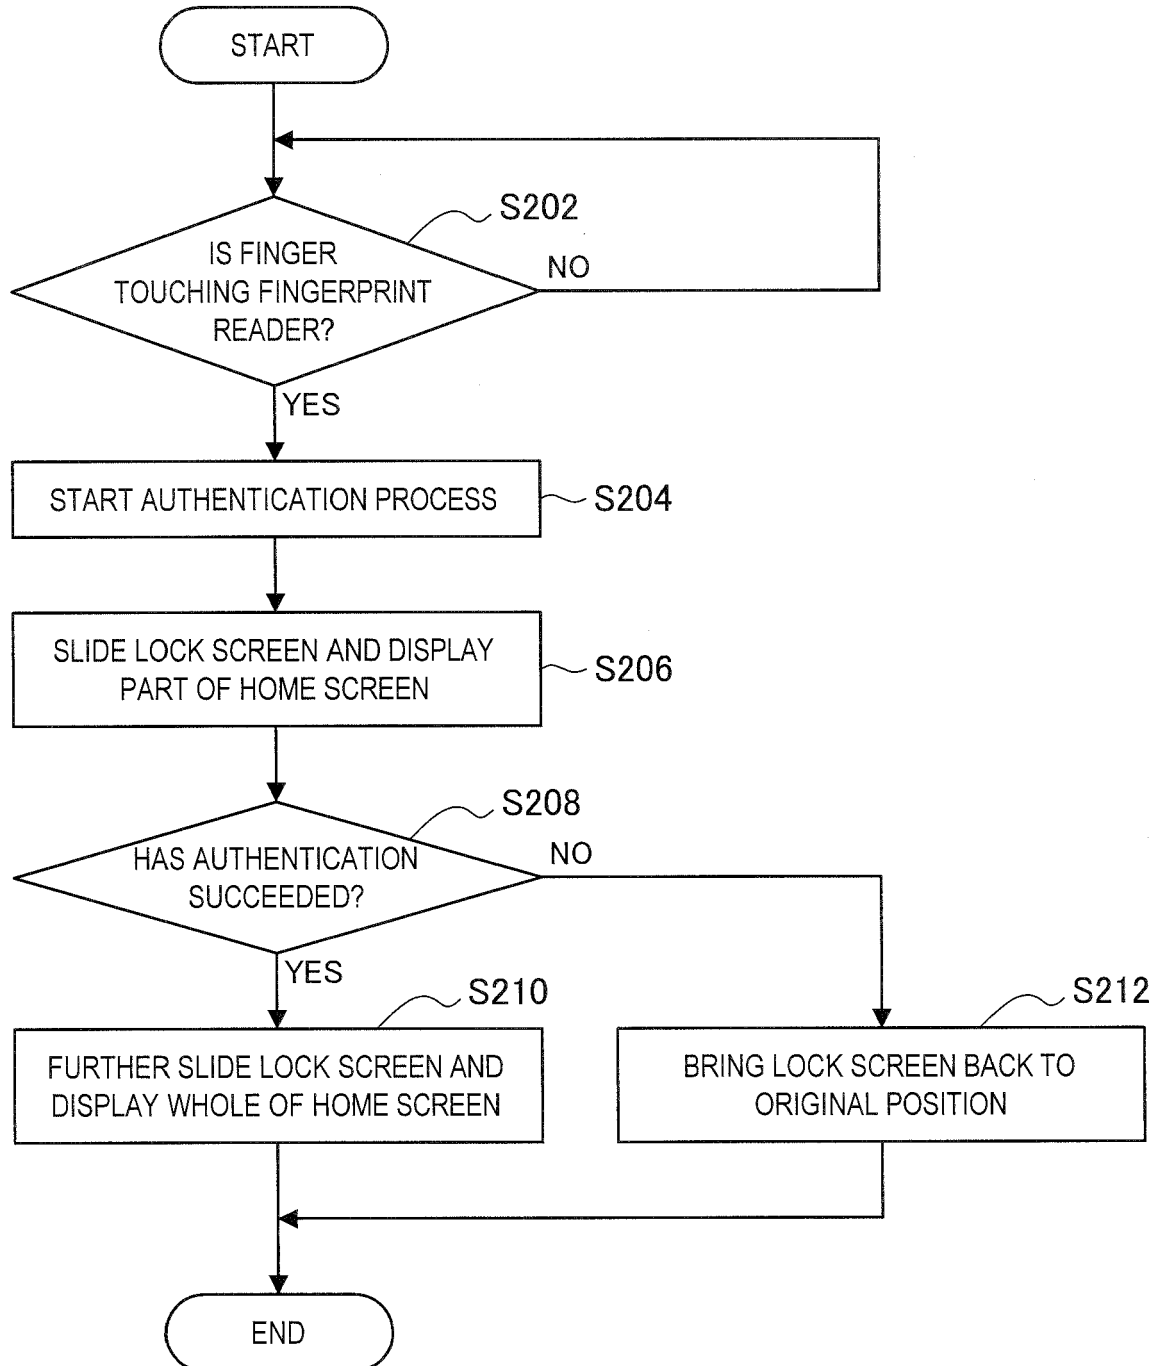 START
S202
IS FINGER
TOUCHING FINGERPRINT
READER?
NO
YES
START AUTHENTICATION PROCESS
S204
SLIDE LOCK SCREEN AND DISPLAY
PART OF HOME SCREEN
S206
S208
HAS AUTHENTICATION
SUCCEEDED?
NO
YES
S210
FURTHER SLIDE LOCK SCREEN AND
DISPLAY WHOLE OF HOME SCREEN
S212
BRING LOCK SCREEN BACK TO
ORIGINAL POSITION
END